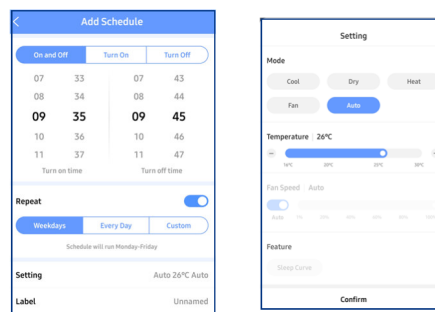 Add Schedule
On and Off Turn On Turn Off
07 33 07 43
08 34 08 44
09 35 09 45
10 36 10 46
11 37 11 47
Turn on time Turn off time
Repeat
Weekdays Every Day Custom
Schedule will run Monday-Friday
Setting Auto 26°C Auto
Label Unnamed
Setting
Mode
Cool Dry Heat
Fan Auto
Temperature 26°C
16°C 30°C
Fan Speed Auto
Auto
Feature
Sleep Curve
Confirm